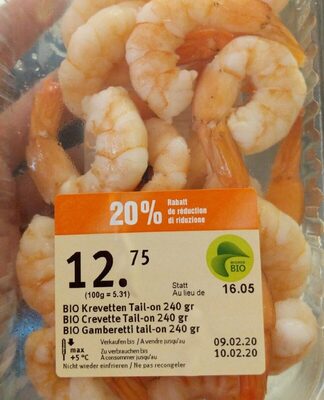 20% Rabatt
de réduction
di riduzione
12.75
(100g = 5.31)
MIGROS
BIO
Statt
Au lieu de 16.05
BIO Krevetten Tail-on 240 gr
BIO Crevette Tail-on 240 gr
BIO Gamberetti tail-on 240 gr
max
+5°C
Verkaufen bis / A vendre jusqu'au 09.02.20
Zu verbrauchen bis
A consommer jusqu'au 10.02.20
Nicht wieder einfrieren / Ne pas recongeler